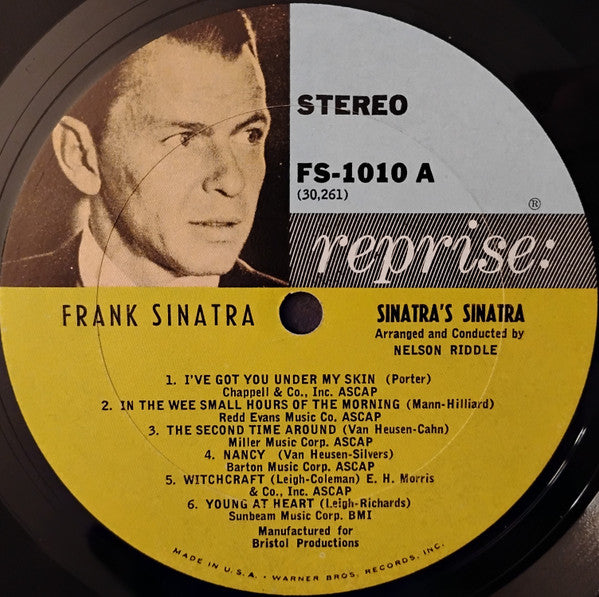 STEREO
FS-1010 A
(30,261)
®
reprise:
FRANK SINATRA
SINATRA'S SINATRA
Arranged and Conducted by
NELSON RIDDLE
1. I'VE GOT YOU UNDER MY SKIN (Porter)
Chappell & Co., Inc. ASCAP
2. IN THE WEE SMALL HOURS OF THE MORNING (Mann-Hilliard)
Redd Evans Music Co. ASCAP
3. THE SECOND TIME AROUND (Van Heusen-Cahn)
Miller Music Corp. ASCAP
4. NANCY (Van Heusen-Silvers)
Barton Music Corp. ASCAP
5. WITCHCRAFT (Leigh-Coleman) E. H. Morris
& Co., Inc. ASCAP
6. YOUNG AT HEART (Leigh-Richards)
Sunbeam Music Corp. BMI
Manufactured for
Bristol Productions
MADE IN U.S.A. • WARNER BROS. RECORDS, INC.